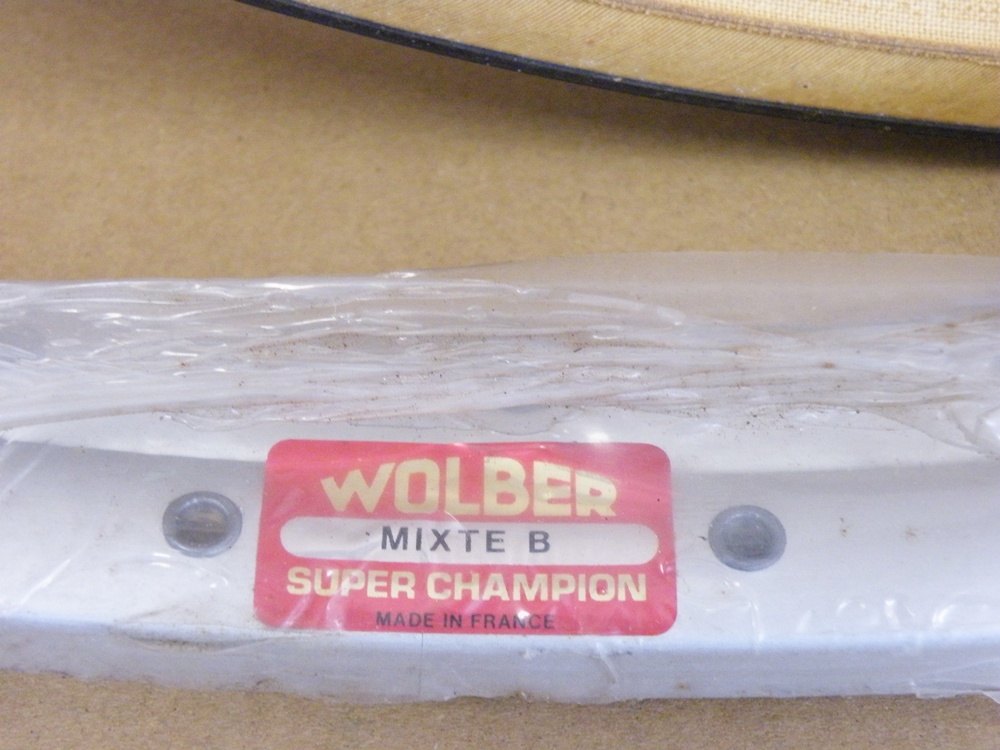 WOLBER
MIXTE B
SUPER CHAMPION
MADE IN FRANCE